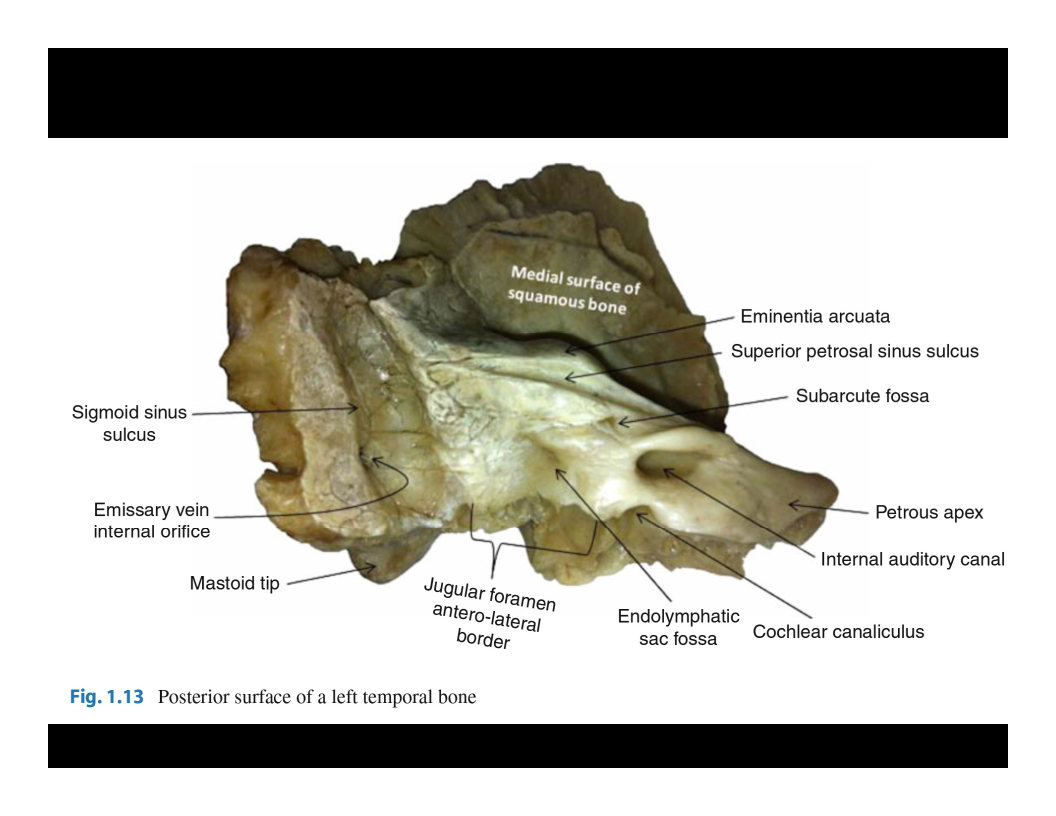 Medial surface of
squamous bone
Eminentia arcuata
Superior petrosal sinus sulcus
Subarcute fossa
Sigmoid sinus
sulcus
Emissary vein
internal orifice
Petrous apex
Internal auditory canal
Mastoid tip
Jugular foramen
antero-lateral
border
Endolymphatic
sac fossa
Cochlear canaliculus
Fig. 1.13 Posterior surface of a left temporal bone